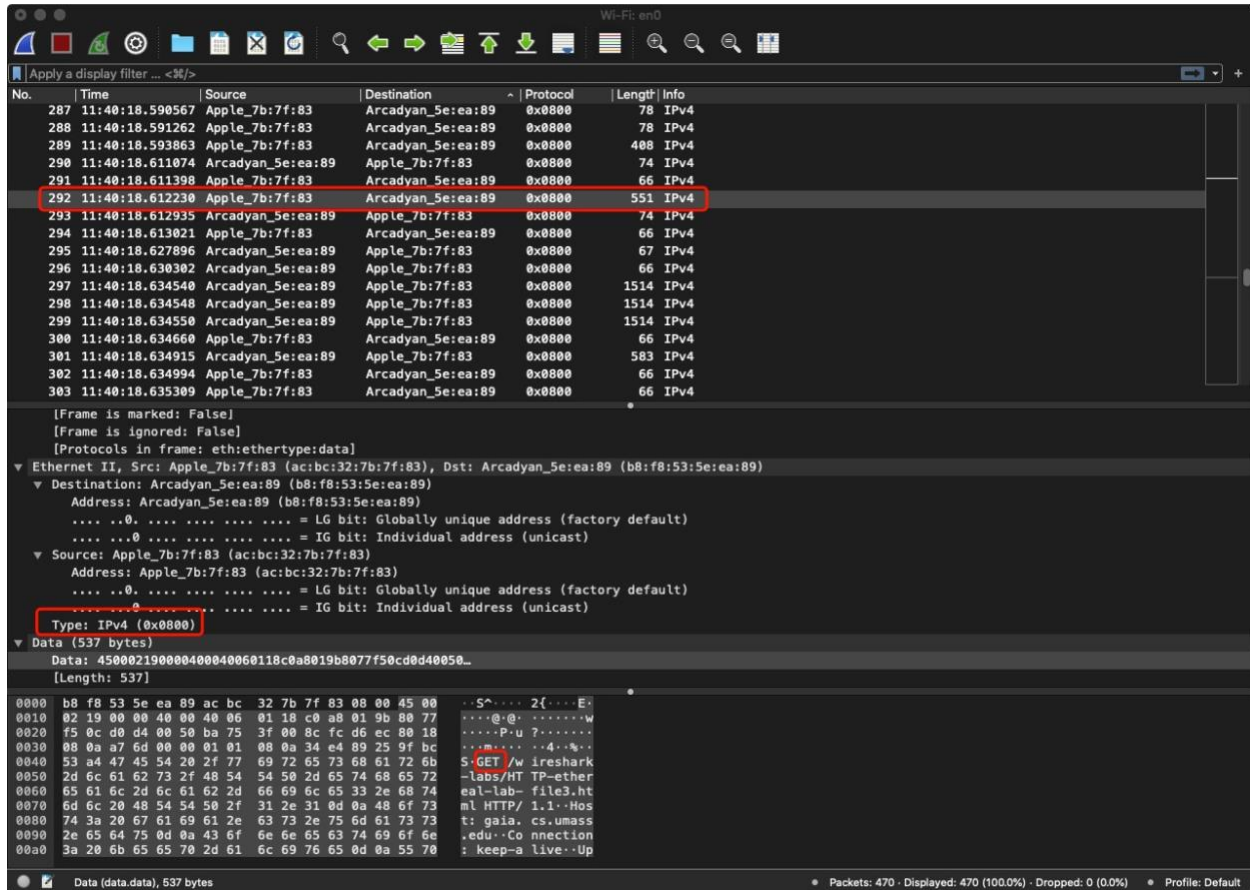 Wi-Fi: en0
Apply a display filter ... <⌘/>
No. Time Source Destination Protocol Length Info
287 11:40:18.590567 Apple_7b:7f:83 Arcadyan_5e:ea:89 0x0800 78 IPv4
288 11:40:18.591262 Apple_7b:7f:83 Arcadyan_5e:ea:89 0x0800 78 IPv4
289 11:40:18.593863 Apple_7b:7f:83 Arcadyan_5e:ea:89 0x0800 408 IPv4
290 11:40:18.611074 Arcadyan_5e:ea:89 Apple_7b:7f:83 0x0800 74 IPv4
291 11:40:18.611398 Apple_7b:7f:83 Arcadyan_5e:ea:89 0x0800 66 IPv4
292 11:40:18.612230 Apple_7b:7f:83 Arcadyan_5e:ea:89 0x0800 551 IPv4
293 11:40:18.612935 Arcadyan_5e:ea:89 Apple_7b:7f:83 0x0800 74 IPv4
294 11:40:18.613021 Apple_7b:7f:83 Arcadyan_5e:ea:89 0x0800 66 IPv4
295 11:40:18.627896 Arcadyan_5e:ea:89 Apple_7b:7f:83 0x0800 67 IPv4
296 11:40:18.630302 Arcadyan_5e:ea:89 Apple_7b:7f:83 0x0800 66 IPv4
297 11:40:18.634540 Arcadyan_5e:ea:89 Apple_7b:7f:83 0x0800 1514 IPv4
298 11:40:18.634548 Arcadyan_5e:ea:89 Apple_7b:7f:83 0x0800 1514 IPv4
299 11:40:18.634550 Arcadyan_5e:ea:89 Apple_7b:7f:83 0x0800 1514 IPv4
300 11:40:18.634660 Apple_7b:7f:83 Arcadyan_5e:ea:89 0x0800 66 IPv4
301 11:40:18.634915 Arcadyan_5e:ea:89 Apple_7b:7f:83 0x0800 583 IPv4
302 11:40:18.634994 Apple_7b:7f:83 Arcadyan_5e:ea:89 0x0800 66 IPv4
303 11:40:18.635309 Apple_7b:7f:83 Arcadyan_5e:ea:89 0x0800 66 IPv4
[Frame is marked: False]
[Frame is ignored: False]
[Protocols in frame: eth:ethertype:data]
Ethernet II, Src: Apple_7b:7f:83 (ac:bc:32:7b:7f:83), Dst: Arcadyan_5e:ea:89 (b8:f8:53:5e:ea:89)
Destination: Arcadyan_5e:ea:89 (b8:f8:53:5e:ea:89)
Address: Arcadyan_5e:ea:89 (b8:f8:53:5e:ea:89)
.... ..0. .... .... .... .... = LG bit: Globally unique address (factory default)
.... ...0 .... .... .... .... = IG bit: Individual address (unicast)
Source: Apple_7b:7f:83 (ac:bc:32:7b:7f:83)
Address: Apple_7b:7f:83 (ac:bc:32:7b:7f:83)
.... ..0. .... .... .... .... = LG bit: Globally unique address (factory default)
.... ...0 .... .... .... .... = IG bit: Individual address (unicast)
Type: IPv4 (0x0800)
Data (537 bytes)
Data: 450002190000400040060118c0a8019b8077f50cd0d40050…
[Length: 537]
0000 b8 f8 53 5e ea 89 ac bc 32 7b 7f 83 08 00 45 00 ··S^···· 2{····E·
0010 02 19 00 00 40 00 40 06 01 18 c0 a8 01 9b 80 77 ····@·@· ·······w
0020 f5 0c d0 d4 00 50 ba 75 3f 00 8c fc d6 ec 80 18 ·····P·u ?·······
0030 08 0a a7 6d 00 00 01 01 08 0a 34 e4 89 25 9f bc ···m···· ··4··%··
0040 53 a4 47 45 54 20 2f 77 69 72 65 73 68 61 72 6b S·GET /w ireshark
0050 2d 6c 61 62 73 2f 48 54 54 50 2d 65 74 68 65 72 -labs/HT TP-ether
0060 65 61 6c 2d 6c 61 62 2d 66 69 6c 65 33 2e 68 74 eal-lab- file3.ht
0070 6d 6c 20 48 54 54 50 2f 31 2e 31 0d 0a 48 6f 73 ml HTTP/ 1.1··Hos
0080 74 3a 20 67 61 69 61 2e 63 73 2e 75 6d 61 73 73 t: gaia. cs.umass
0090 2e 65 64 75 0d 0a 43 6f 6e 6e 65 63 74 69 6f 6e .edu··Co nnection
00a0 3a 20 6b 65 65 70 2d 61 6c 69 76 65 0d 0a 55 70 : keep-a live··Up
Data (data.data), 537 bytes
Packets: 470 · Displayed: 470 (100.0%) · Dropped: 0 (0.0%)
Profile: Default